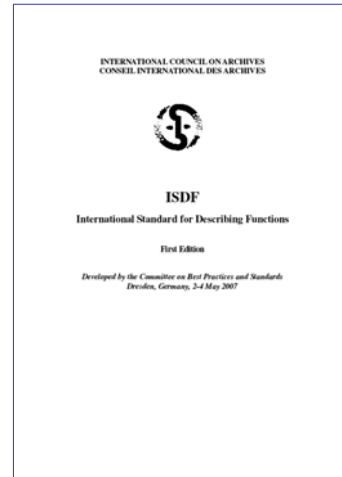 INTERNATIONAL COUNCIL ON ARCHIVES
CONSEIL INTERNATIONAL DES ARCHIVES
ISDF
International Standard for Describing Functions
First Edition
Developed by the Committee on Best Practices and Standards
Dresden, Germany, 2-4 May 2007